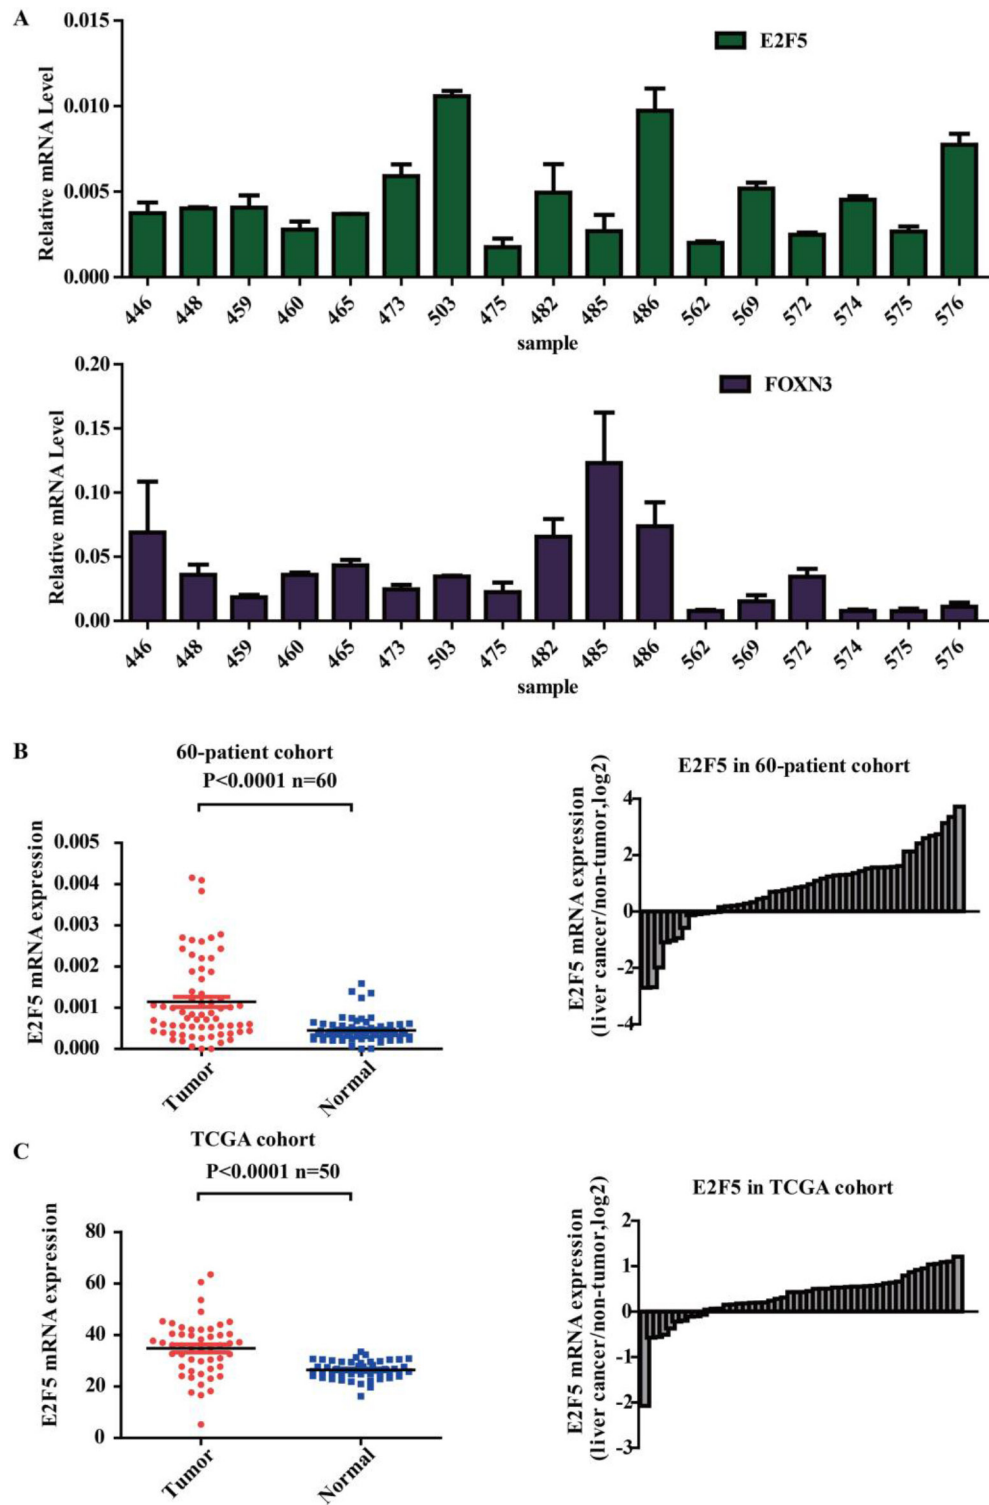 A
Relative mRNA Level
0.015
0.010
0.005
0.000
E2F5
446 448 459 460 465 473 503 475 482 485 486 562 569 572 574 575 576
sample
Relative mRNA Level
0.20
0.15
0.10
0.05
0.00
FOXN3
446 448 459 460 465 473 503 475 482 485 486 562 569 572 574 575 576
sample
B
60-patient cohort
P<0.0001 n=60
E2F5 mRNA expression
0.005
0.004
0.003
0.002
0.001
0.000
Tumor Normal
E2F5 in 60-patient cohort
E2F5 mRNA expression
(liver cancer/non-tumor,log2)
4
2
0
-2
-4
C
TCGA cohort
P<0.0001 n=50
E2F5 mRNA expression
80
60
40
20
0
Tumor Normal
E2F5 in TCGA cohort
E2F5 mRNA expression
(liver cancer/non-tumor,log2)
2
1
0
-1
-2
-3